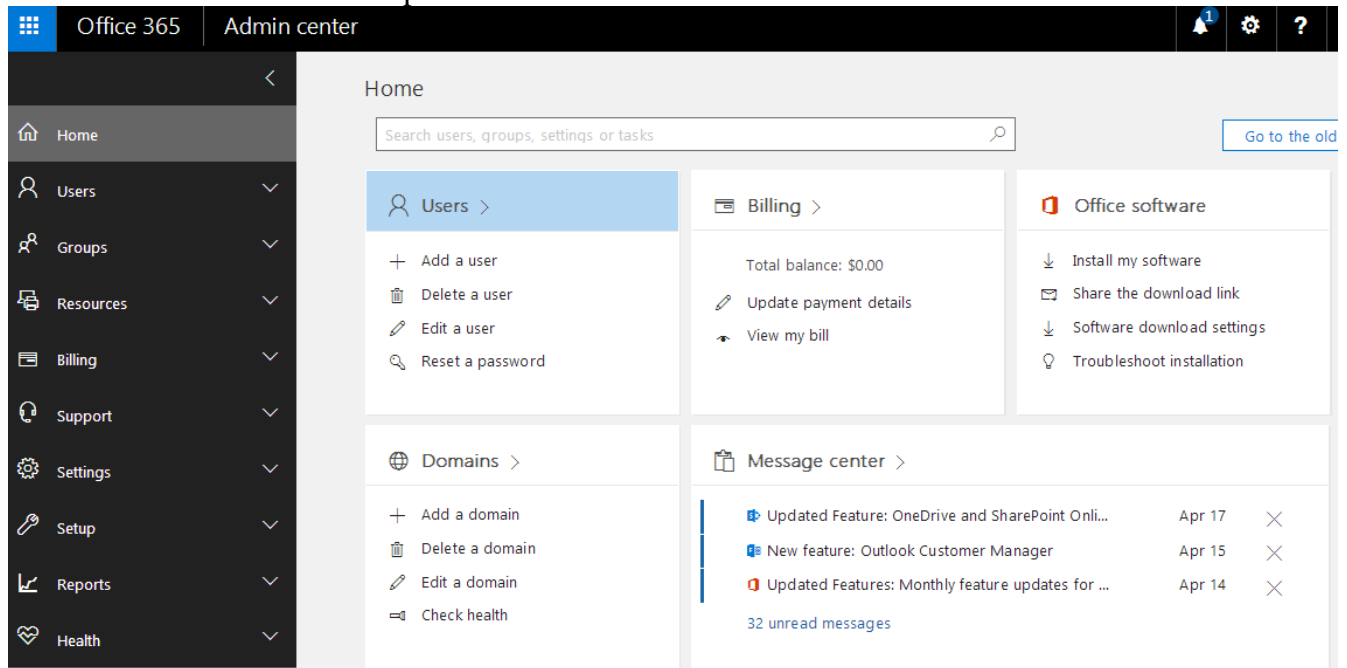 Office 365 Admin center 1 ?
Home
Users
Groups
Resources
Billing
Support
Settings
Setup
Reports
Health
Home
Search users, groups, settings or tasks
Go to the old
Users >
Add a user
Delete a user
Edit a user
Reset a password
Billing >
Total balance: $0.00
Update payment details
View my bill
Office software
Install my software
Share the download link
Software download settings
Troubleshoot installation
Domains >
Add a domain
Delete a domain
Edit a domain
Check health
Message center >
Updated Feature: OneDrive and SharePoint Onli... Apr 17
New feature: Outlook Customer Manager Apr 15
Updated Features: Monthly feature updates for ... Apr 14
32 unread messages